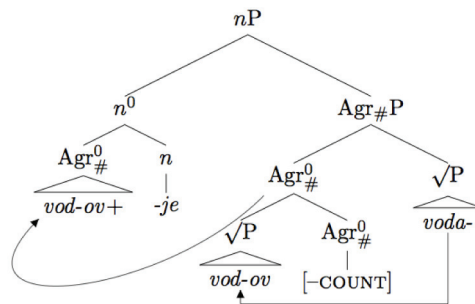 nP
n⁰ Agr#P
Agr⁰# n Agr⁰# √P
vod-ov+ -je √P Agr⁰# voda-
vod-ov [−COUNT]